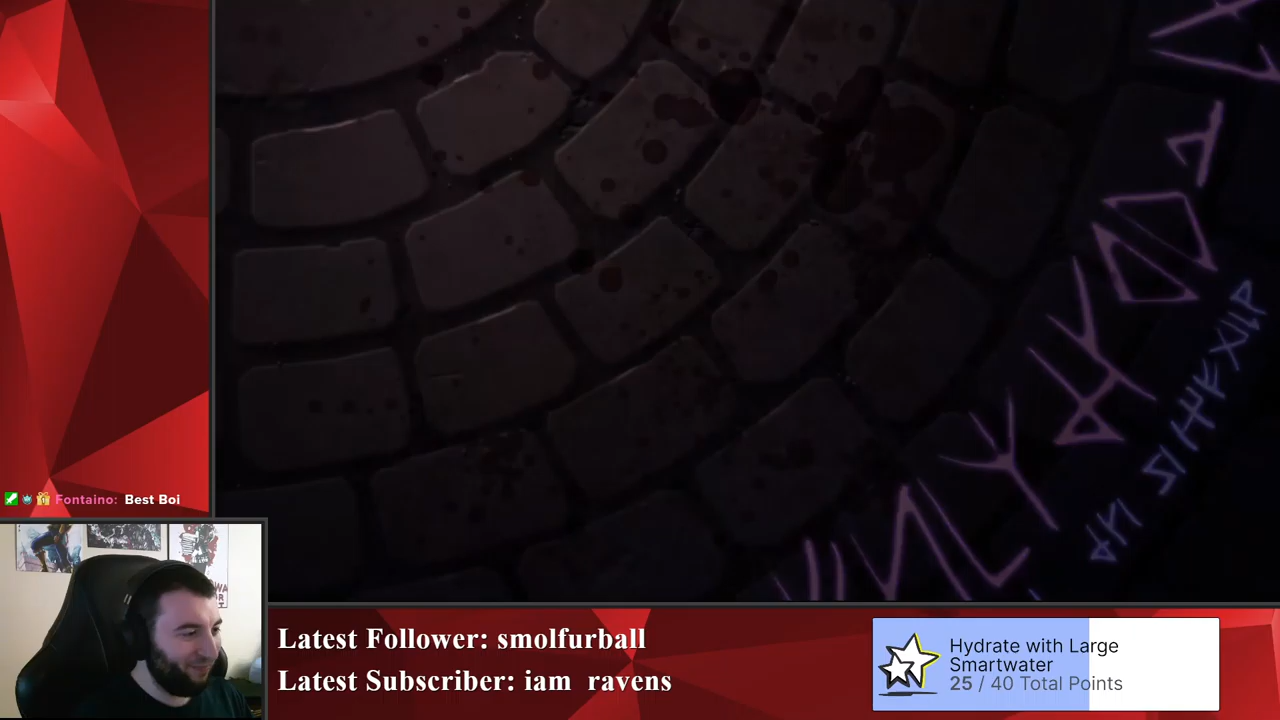 Fontaino: Best Boi
Latest Follower: smolfurball
Latest Subscriber: iam ravens
Hydrate with Large
Smartwater
25 / 40 Total Points